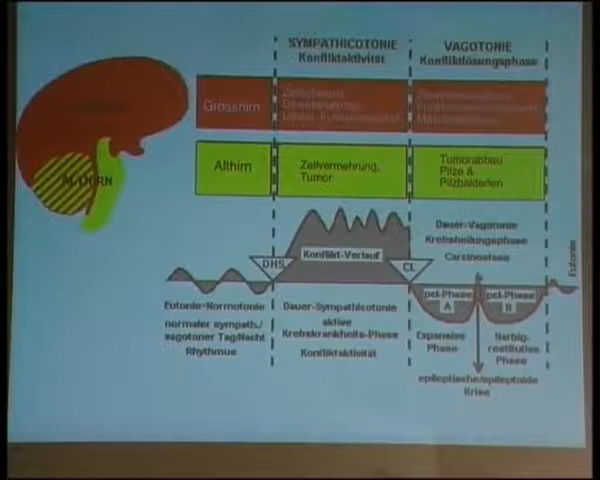 SYMPATHICOTONIE
Konfliktaktivität
VAGOTONIE
Konfliktlösungsphase
Grosshirn
Althirn
Zellvermehrung,
Tumor
Tumorabbau
Pilze &
Pilzbakterien
DHS
Konflikt-Verlauf
CL
Dauer-Vagotonie
Krebsheilungsphase
Carcinostase
Eutonie
pcl-Phase
A
pcl-Phase
B
Eutonie-Normotonie
normaler sympath./
vagotoner Tag/Nacht
Rhythmus
Dauer-Sympathicotonie
aktive
Krebskrankheits-Phase
Konfliktaktivität
Expansive
Phase
Narbig-
restitutive
Phase
epileptische/epileptoide
Krise